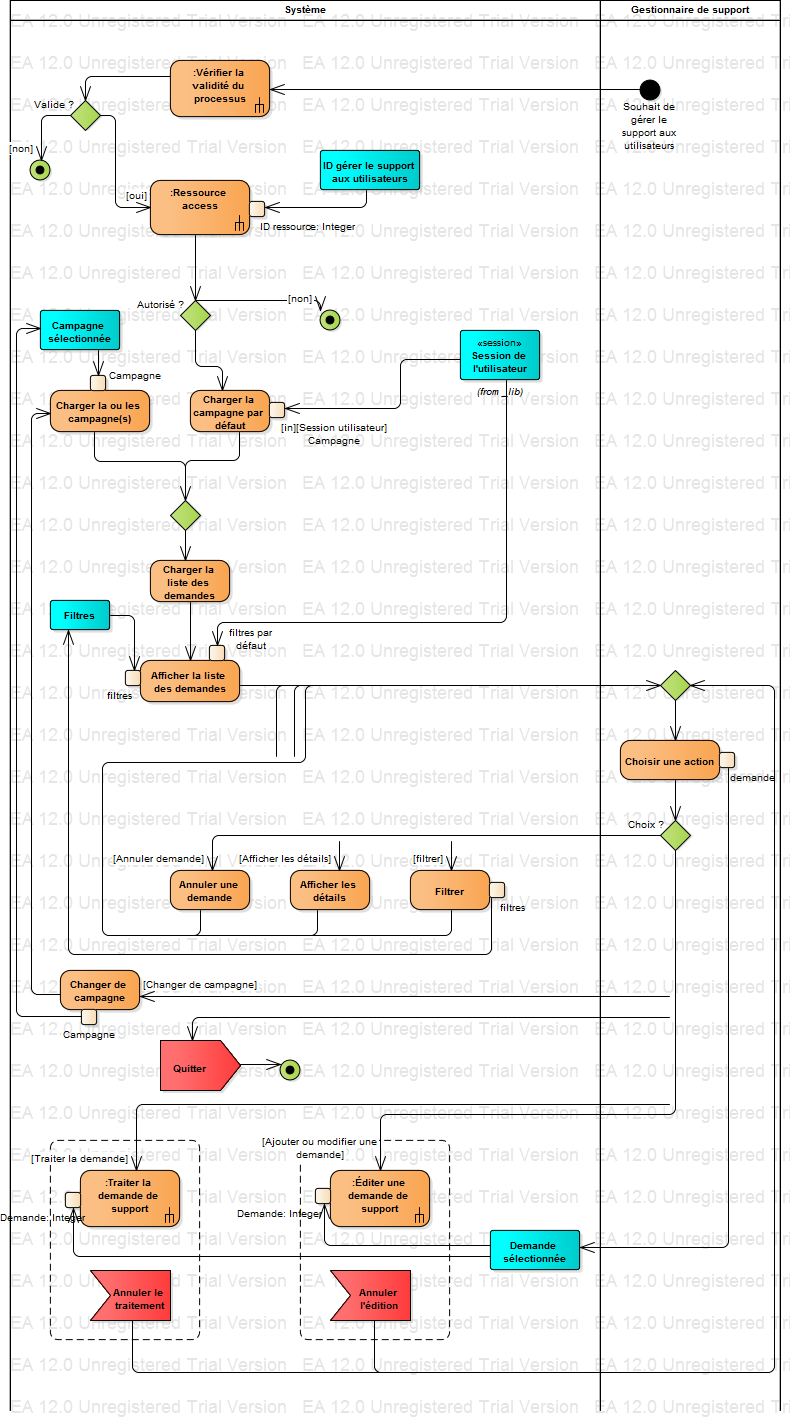 Système
Gestionnaire de support
:Vérifier la
validité du
processus
Souhait de
gérer le
support aux
utilisateurs
Valide ?
[non]
[oui]
:Ressource
access
ID gérer le support
aux utilisateurs
ID ressource: Integer
Autorisé ?
[non]
Campagne
sélectionnée
«session»
Session de
l'utilisateur
(from _lib)
Campagne
Charger la ou les
campagne(s)
Charger la
campagne par
défaut
[in][Session utilisateur]
Campagne
Charger la
liste des
demandes
Filtres
filtres par
défaut
Afficher la liste
des demandes
filtres
Choisir une action
demande
Choix ?
[Annuler demande]
[Afficher les détails]
[filtrer]
Annuler une
demande
Afficher les
détails
Filtrer
filtres
Changer de
campagne
[Changer de campagne]
Campagne
Quitter
[Traiter la demande]
[Ajouter ou modifier une
demande]
:Traiter la
demande de
support
:Éditer une
demande de
support
Demande: Integer
Demande: Integer
Demande
sélectionnée
Annuler le
traitement
Annuler
l'édition
EA 12.0 Unregistered Trial Version